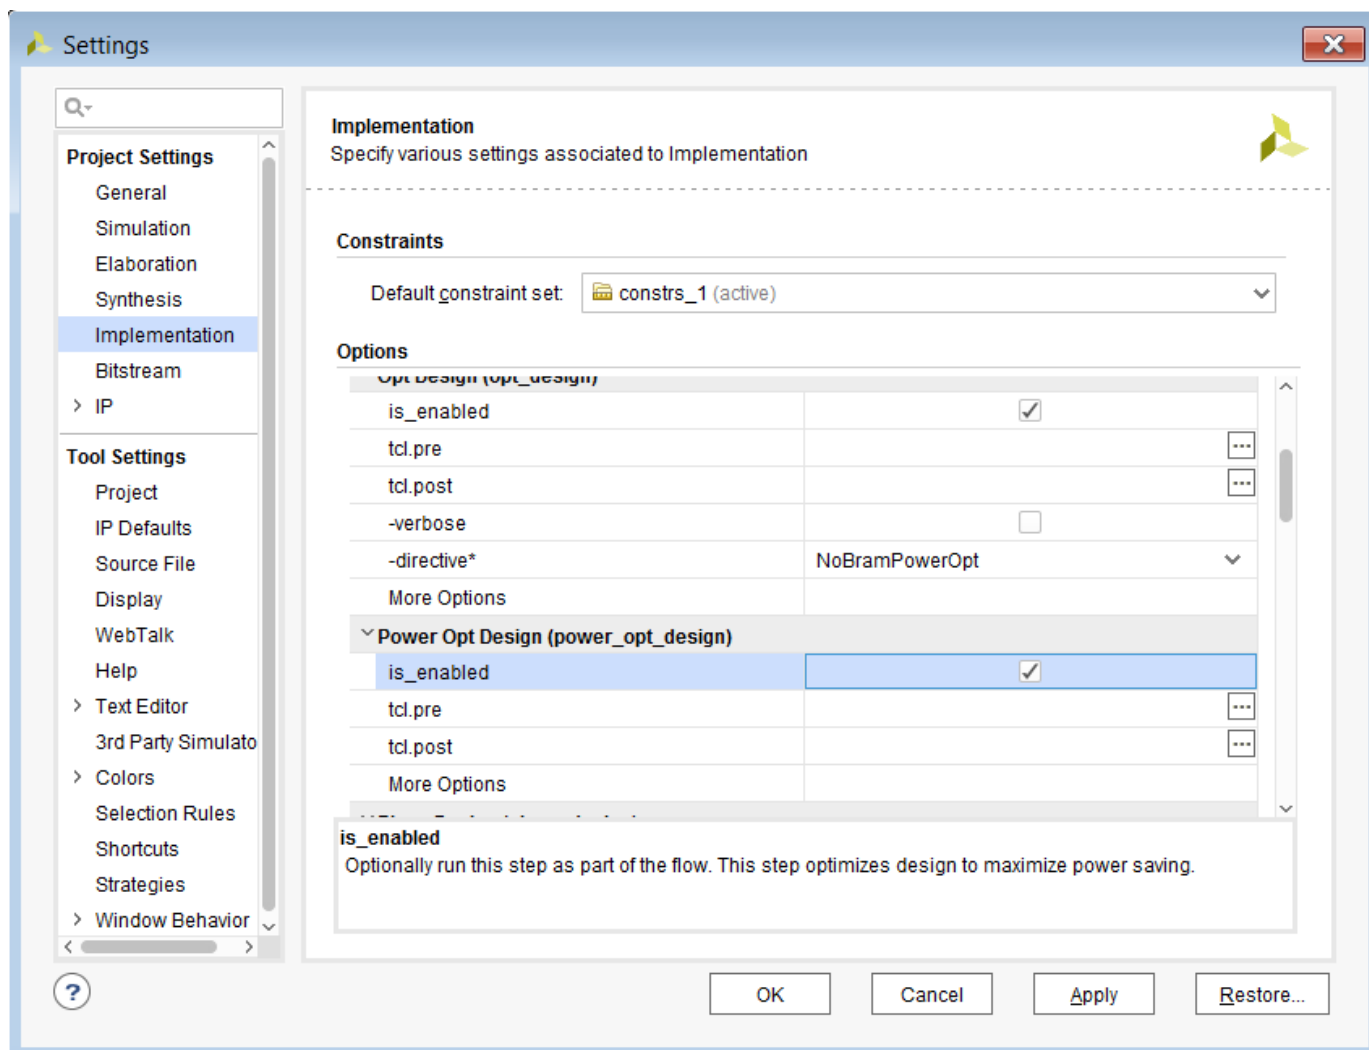 Settings
Project Settings
General
Simulation
Elaboration
Synthesis
Implementation
Bitstream
IP
Tool Settings
Project
IP Defaults
Source File
Display
WebTalk
Help
Text Editor
3rd Party Simulato
Colors
Selection Rules
Shortcuts
Strategies
Window Behavior
Implementation
Specify various settings associated to Implementation
Constraints
Default constraint set: constrs_1 (active)
Options
Opt Design (opt_design)
is_enabled
tcl.pre
tcl.post
-verbose
-directive* NoBramPowerOpt
More Options
Power Opt Design (power_opt_design)
is_enabled
tcl.pre
tcl.post
More Options
is_enabled
Optionally run this step as part of the flow. This step optimizes design to maximize power saving.
? OK Cancel Apply Restore...